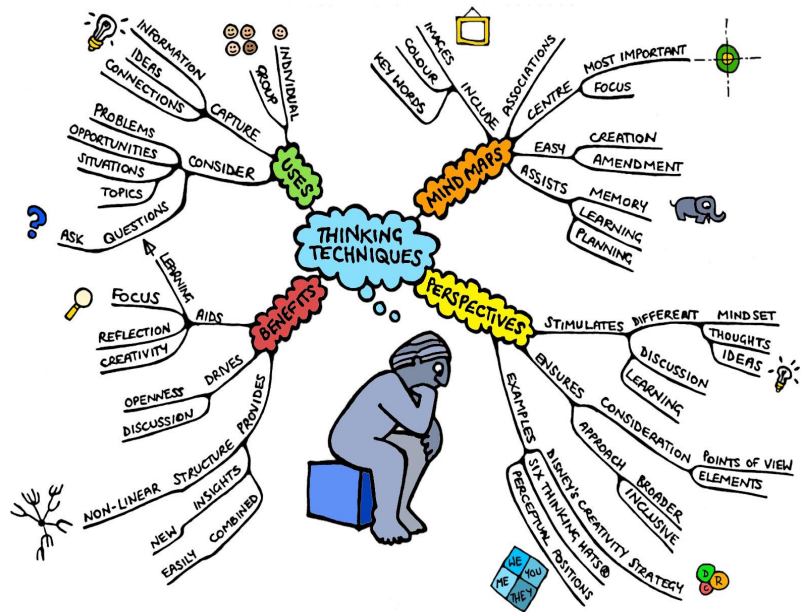 THINKING
TECHNIQUES
USES
INDIVIDUAL
GROUP
CAPTURE
INFORMATION
IDEAS
CONNECTIONS
CONSIDER
PROBLEMS
OPPORTUNITIES
SITUATIONS
TOPICS
ASK QUESTIONS
MIND MAPS
INCLUDE
IMAGES
COLOUR
KEY WORDS
ASSOCIATIONS
CENTRE
MOST IMPORTANT
FOCUS
EASY
CREATION
AMENDMENT
ASSISTS
MEMORY
LEARNING
PLANNING
PERSPECTIVES
STIMULATES
DIFFERENT
MINDSET
THOUGHTS
IDEAS
DISCUSSION
LEARNING
ENSURES
CONSIDERATION
POINTS OF VIEW
ELEMENTS
APPROACH
BROADER
INCLUSIVE
EXAMPLES
DISNEY'S CREATIVITY STRATEGY
SIX THINKING HATS®
PERCEPTUAL POSITIONS
D
R
C
WE
ME
YOU
THEY
BENEFITS
AIDS
LEARNING
FOCUS
REFLECTION
CREATIVITY
DRIVES
OPENNESS
DISCUSSION
PROVIDES
NON-LINEAR STRUCTURE
NEW INSIGHTS
EASILY COMBINED
?